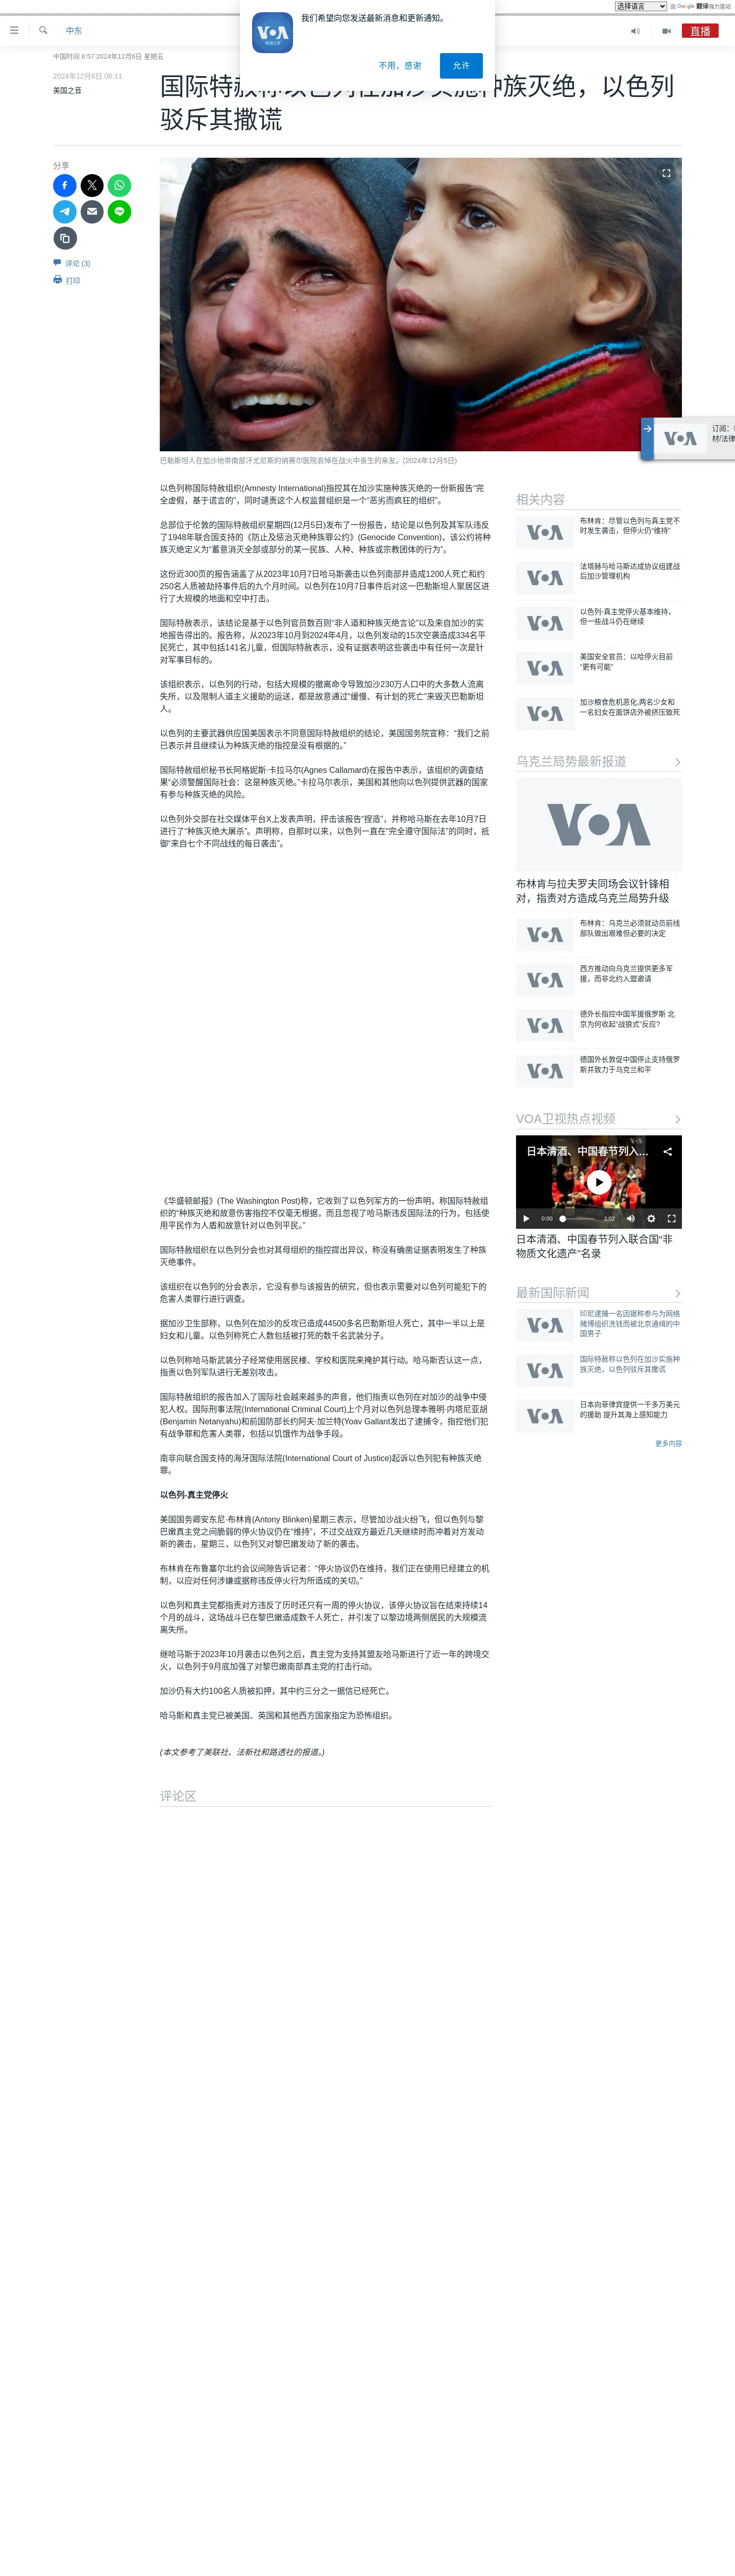 选择语言 由 Google 翻译强力驱动
我们希望向您发送最新消息和更新通知。
不用，感谢
允许
中东
直播
中国时间 8:57 2024年12月6日 星期五
2024年12月6日 06:11
美国之音
国际特赦称以色列在加沙实施种族灭绝，以色列
驳斥其撒谎
分享
评论 (3)
打印
订阅：
材/法律
巴勒斯坦人在加沙地带南部汗尤尼斯的纳赛尔医院哀悼在战火中丧生的亲友。(2024年12月5日)
以色列称国际特赦组织(Amnesty International)指控其在加沙实施种族灭绝的一份新报告“完
全虚假，基于谎言的”，同时谴责这个人权监督组织是一个“恶劣而疯狂的组织”。
总部位于伦敦的国际特赦组织星期四(12月5日)发布了一份报告，结论是以色列及其军队违反
了1948年联合国支持的《防止及惩治灭绝种族罪公约》(Genocide Convention)，该公约将种
族灭绝定义为“蓄意消灭全部或部分的某一民族、人种、种族或宗教团体的行为”。
这份近300页的报告涵盖了从2023年10月7日哈马斯袭击以色列南部并造成1200人死亡和约
250名人质被劫持事件后的九个月时间。以色列在10月7日事件后对这一巴勒斯坦人聚居区进
行了大规模的地面和空中打击。
国际特赦表示，该结论是基于以色列官员数百则“非人道和种族灭绝言论”以及来自加沙的实
地报告得出的。报告称，从2023年10月到2024年4月，以色列发动的15次空袭造成334名平
民死亡，其中包括141名儿童，但国际特赦表示，没有证据表明这些袭击中有任何一次是针
对军事目标的。
该组织表示，以色列的行动，包括大规模的撤离命令导致加沙230万人口中的大多数人流离
失所，以及限制人道主义援助的运送，都是故意通过“缓慢、有计划的死亡”来毁灭巴勒斯坦
人。
以色列的主要武器供应国美国表示不同意国际特赦组织的结论，美国国务院宣称：“我们之前
已表示并且继续认为种族灭绝的指控是没有根据的。”
国际特赦组织秘书长阿格妮斯·卡拉马尔(Agnes Callamard)在报告中表示，该组织的调查结
果“必须警醒国际社会：这是种族灭绝。”卡拉马尔表示，美国和其他向以色列提供武器的国家
有参与种族灭绝的风险。
以色列外交部在社交媒体平台X上发表声明，抨击该报告“捏造”，并称哈马斯在去年10月7日
进行了“种族灭绝大屠杀”。声明称，自那时以来，以色列一直在“完全遵守国际法”的同时，抵
御“来自七个不同战线的每日袭击”。
《华盛顿邮报》(The Washington Post)称，它收到了以色列军方的一份声明，称国际特赦组
织的“种族灭绝和故意伤害指控不仅毫无根据，而且忽视了哈马斯违反国际法的行为，包括使
用平民作为人盾和故意针对以色列平民。”
国际特赦组织在以色列分会也对其母组织的指控提出异议，称没有确凿证据表明发生了种族
灭绝事件。
该组织在以色列的分会表示，它没有参与该报告的研究，但也表示需要对以色列可能犯下的
危害人类罪行进行调查。
据加沙卫生部称，以色列在加沙的反攻已造成44500多名巴勒斯坦人死亡，其中一半以上是
妇女和儿童。以色列称死亡人数包括被打死的数千名武装分子。
以色列称哈马斯武装分子经常使用居民楼、学校和医院来掩护其行动。哈马斯否认这一点，
指责以色列军队进行无差别攻击。
国际特赦组织的报告加入了国际社会越来越多的声音，他们指责以色列在对加沙的战争中侵
犯人权。国际刑事法院(International Criminal Court)上个月对以色列总理本雅明·内塔尼亚胡
(Benjamin Netanyahu)和前国防部长约阿夫·加兰特(Yoav Gallant发出了逮捕令，指控他们犯
有战争罪和危害人类罪，包括以饥饿作为战争手段。
南非向联合国支持的海牙国际法院(International Court of Justice)起诉以色列犯有种族灭绝
罪。
以色列-真主党停火
美国国务卿安东尼·布林肯(Antony Blinken)星期三表示，尽管加沙战火纷飞，但以色列与黎
巴嫩真主党之间脆弱的停火协议仍在“维持”，不过交战双方最近几天继续时而冲着对方发动
新的袭击，星期三，以色列又对黎巴嫩发动了新的袭击。
布林肯在布鲁塞尔北约会议间隙告诉记者：“停火协议仍在维持，我们正在使用已经建立的机
制，以应对任何涉嫌或据称违反停火行为所造成的关切。”
以色列和真主党都指责对方违反了历时还只有一周的停火协议，该停火协议旨在结束持续14
个月的战斗，这场战斗已在黎巴嫩造成数千人死亡，并引发了以黎边境两侧居民的大规模流
离失所。
继哈马斯于2023年10月袭击以色列之后，真主党为支持其盟友哈马斯进行了近一年的跨境交
火，以色列于9月底加强了对黎巴嫩南部真主党的打击行动。
加沙仍有大约100名人质被扣押，其中约三分之一据信已经死亡。
哈马斯和真主党已被美国、英国和其他西方国家指定为恐怖组织。
(本文参考了美联社、法新社和路透社的报道。)
评论区
相关内容
布林肯：尽管以色列与真主党不
时发生袭击，但停火仍“维持”
法塔赫与哈马斯达成协议组建战
后加沙管理机构
以色列-真主党停火基本维持，
但一些战斗仍在继续
美国安全官员：以哈停火目前
“更有可能”
加沙粮食危机恶化,两名少女和
一名妇女在面饼店外被挤压致死
乌克兰局势最新报道
布林肯与拉夫罗夫同场会议针锋相
对，指责对方造成乌克兰局势升级
布林肯：乌克兰必须就动员前线
部队做出艰难但必要的决定
西方推动向乌克兰提供更多军
援，而非北约入盟邀请
德外长指控中国军援俄罗斯 北
京为何收起“战狼式”反应?
德国外长敦促中国停止支持俄罗
斯并致力于乌克兰和平
VOA卫视热点视频
日本清酒、中国春节列入...
0:00 1:02
日本清酒、中国春节列入联合国“非
物质文化遗产”名录
最新国际新闻
印尼逮捕一名因据称参与为网络
赌博组织洗钱而被北京通缉的中
国男子
国际特赦称以色列在加沙实施种
族灭绝，以色列驳斥其撒谎
日本向菲律宾提供一千多万美元
的援助 提升其海上感知能力
更多内容